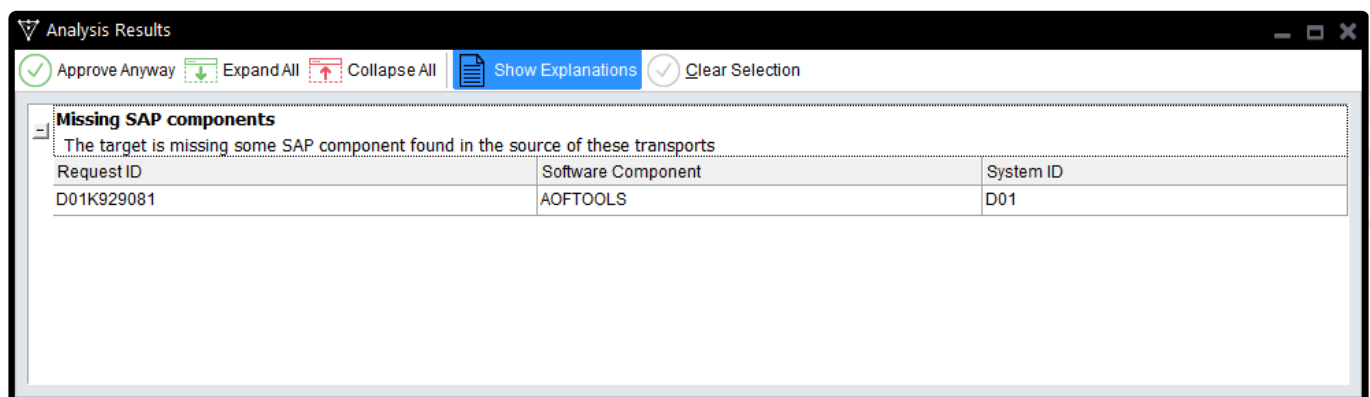 Analysis Results
Approve Anyway Expand All Collapse All Show Explanations Clear Selection
Missing SAP components
The target is missing some SAP component found in the source of these transports
Request ID Software Component System ID
D01K929081 AOFTOOLS D01